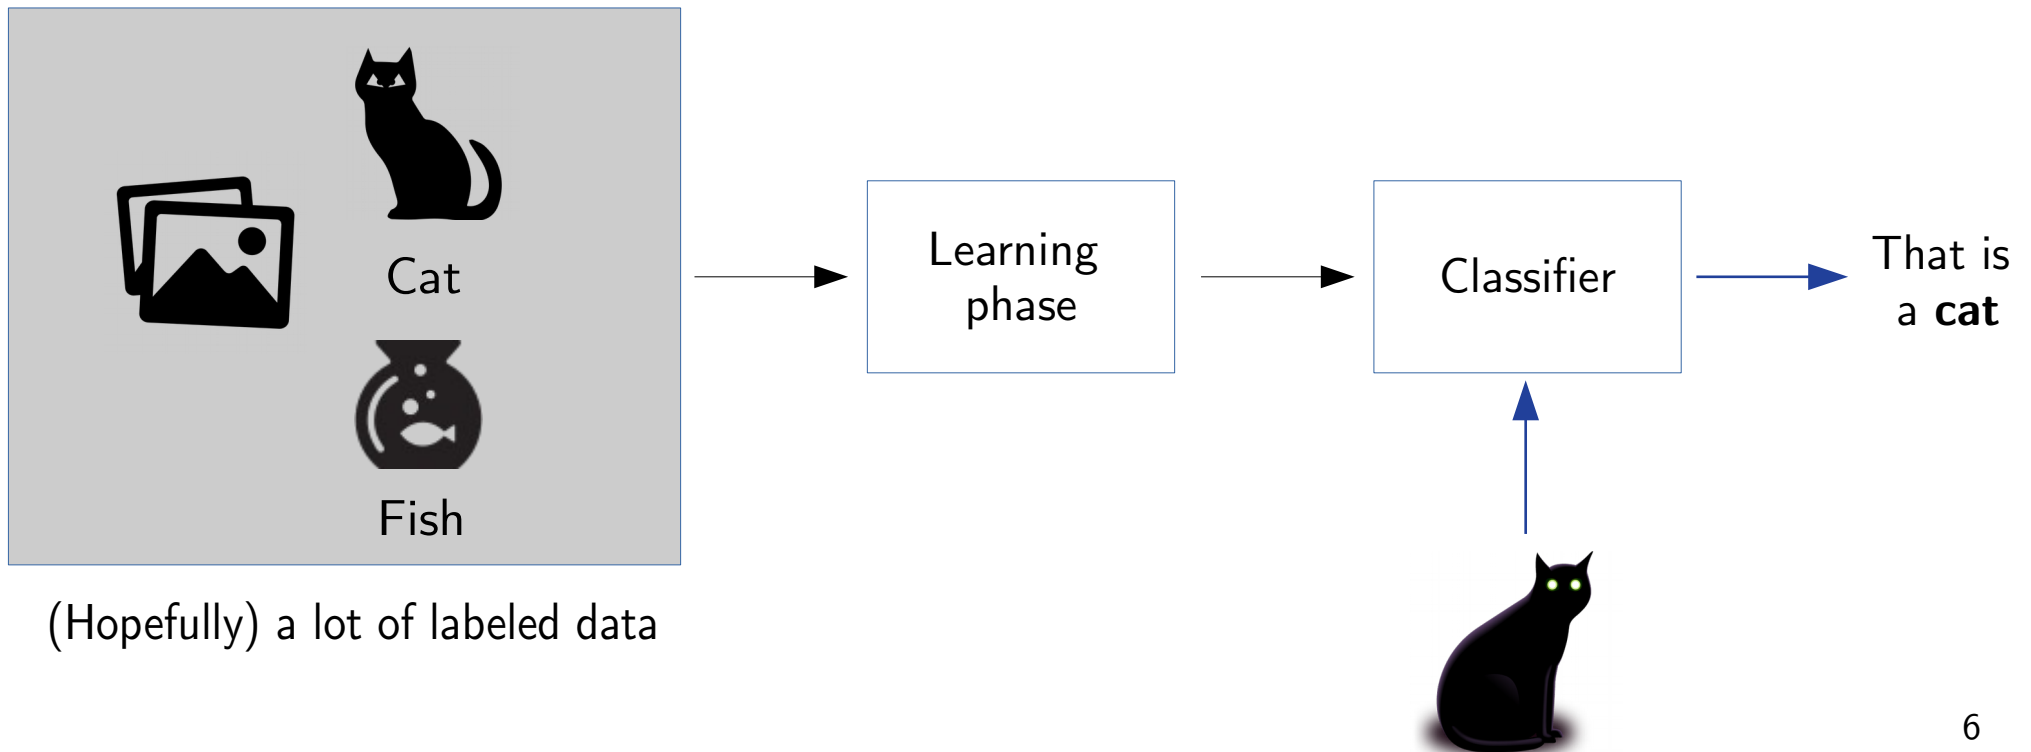 Cat
Fish
(Hopefully) a lot of labeled data
Learning
phase
Classifier
That is
a cat
6